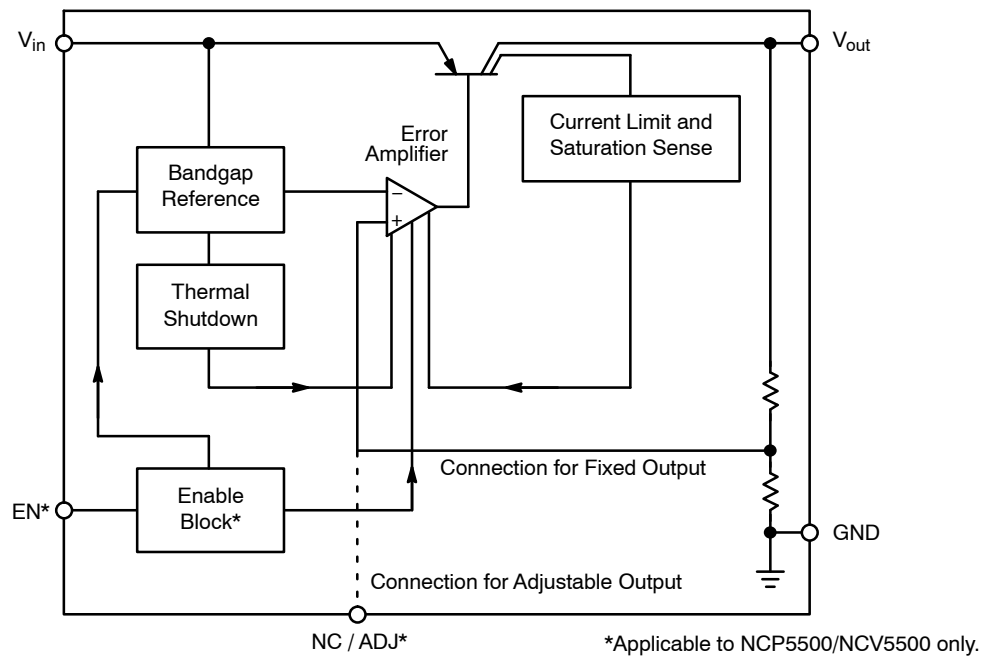 Vin
Vout
Current Limit and
Saturation Sense
Error
Amplifier
Bandgap
Reference
−
+
Thermal
Shutdown
Connection for Fixed Output
Enable
Block*
EN*
GND
Connection for Adjustable Output
NC / ADJ*
*Applicable to NCP5500/NCV5500 only.